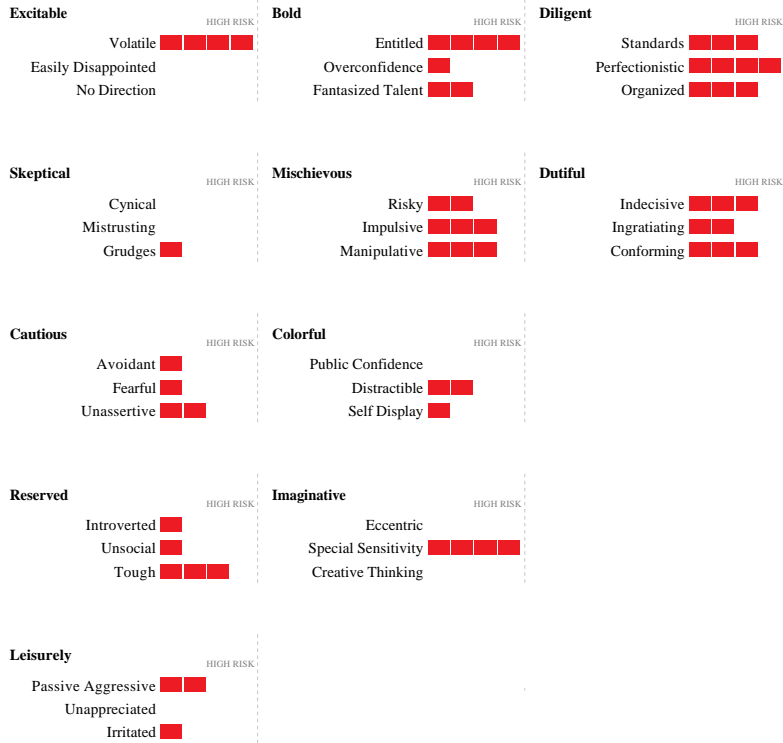 Excitable
HIGH RISK
Volatile
Easily Disappointed
No Direction
Skeptical
HIGH RISK
Cynical
Mistrusting
Grudges
Cautious
HIGH RISK
Avoidant
Fearful
Unassertive
Reserved
HIGH RISK
Introverted
Unsocial
Tough
Leisurely
HIGH RISK
Passive Aggressive
Unappreciated
Irritated
Bold
HIGH RISK
Entitled
Overconfidence
Fantasized Talent
Mischievous
HIGH RISK
Risky
Impulsive
Manipulative
Colorful
HIGH RISK
Public Confidence
Distractible
Self Display
Imaginative
HIGH RISK
Eccentric
Special Sensitivity
Creative Thinking
Diligent
HIGH RISK
Standards
Perfectionistic
Organized
Dutiful
HIGH RISK
Indecisive
Ingratiating
Conforming